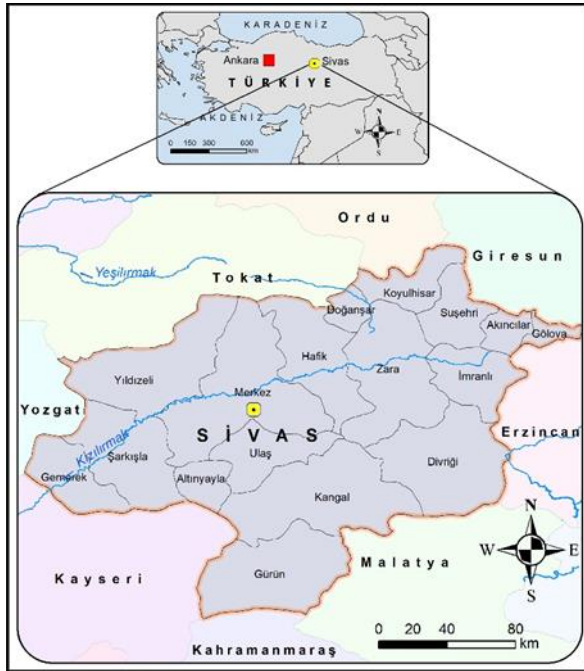 KARADENİZ
Ankara
Sivas
TÜRKİYE
AKDENİZ
N
W E
S
0 150 300 600
km
Ordu
Giresun
Yeşilırmak
Tokat
Koyulhisar
Doğanşar
Suşehri
Akıncılar
Gölova
Hafik
Zara
İmranlı
Yıldızeli
Merkez
Yozgat
Erzincan
SİVAS
Kızılırmak
Şarkışla
Ulaş
Divriği
Gemerek
Altınyayla
Kangal
N
W E
S
Malatya
Kayseri
Gürün
0 20 40 80
km
Kahramanmaraş